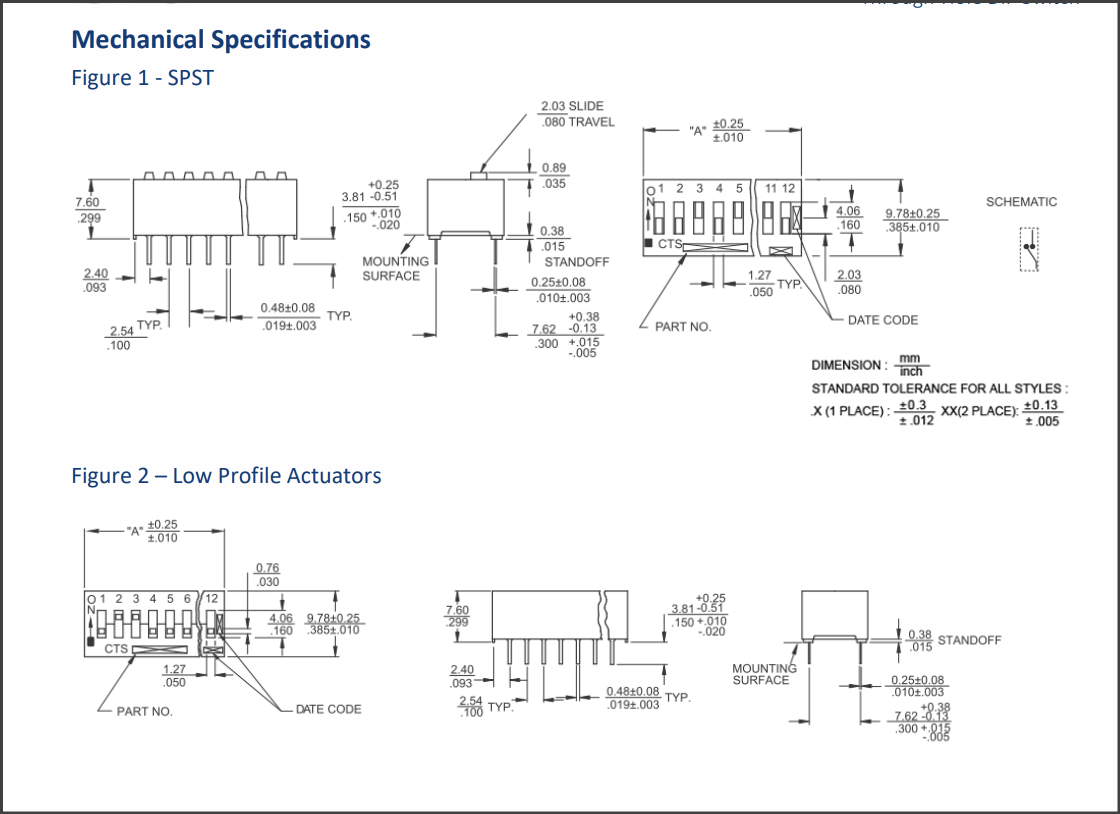 Through Hole DIP Switch
Mechanical Specifications
Figure 1 - SPST
2.03 SLIDE
.080 TRAVEL
"A" ±0.25
±.010
0.89
.035
7.60
.299
+0.25
3.81 -0.51
.150 +.010
-.020
O 1 2 3 4 5 11 12
N
4.06
.160
9.78±0.25
.385±.010
SCHEMATIC
CTS
0.38
.015
STANDOFF
MOUNTING
SURFACE
2.40
.093
0.25±0.08
.010±.003
1.27
.050 TYP.
2.03
.080
0.48±0.08
.019±.003 TYP.
2.54 TYP.
.100
+0.38
7.62 -0.13
.300 +.015
-.005
PART NO.
DATE CODE
DIMENSION : mm
inch
STANDARD TOLERANCE FOR ALL STYLES :
.X (1 PLACE) : ±0.3 XX(2 PLACE): ±0.13
±.012 ±.005
Figure 2 – Low Profile Actuators
"A" ±0.25
±.010
0.76
.030
O 1 2 3 4 5 6 12
N
4.06
.160
9.78±0.25
.385±.010
CTS
1.27
.050
PART NO.
DATE CODE
7.60
.299
+0.25
3.81 -0.51
.150 +.010
-.020
2.40
.093
2.54
.100 TYP.
0.48±0.08
.019±.003 TYP.
0.38
.015 STANDOFF
MOUNTING
SURFACE
0.25±0.08
.010±.003
+0.38
7.62 -0.13
.300 +.015
-.005